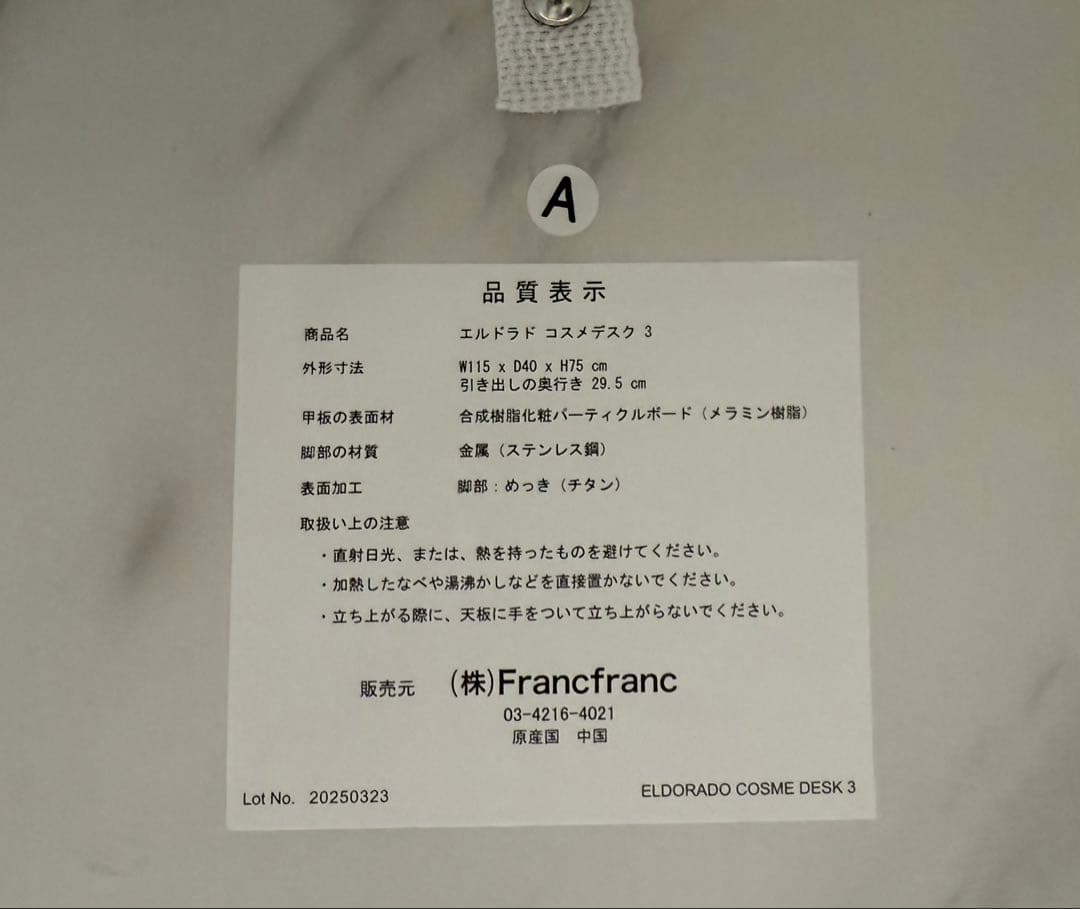 A
品質表示
商品名 エルドラド コスメデスク 3
外形寸法 W115 x D40 x H75 cm
引き出しの奥行き 29.5 cm
甲板の表面材 合成樹脂化粧パーティクルボード（メラミン樹脂）
脚部の材質 金属（ステンレス鋼）
表面加工 脚部：めっき（チタン）
取扱い上の注意
・直射日光、または、熱を持ったものを避けてください。
・加熱したなべや湯沸かしなどを直接置かないでください。
・立ち上がる際に、天板に手をついて立ち上がらないでください。
販売元 (株)Francfranc
03-4216-4021
原産国 中国
Lot No. 20250323 ELDORADO COSME DESK 3